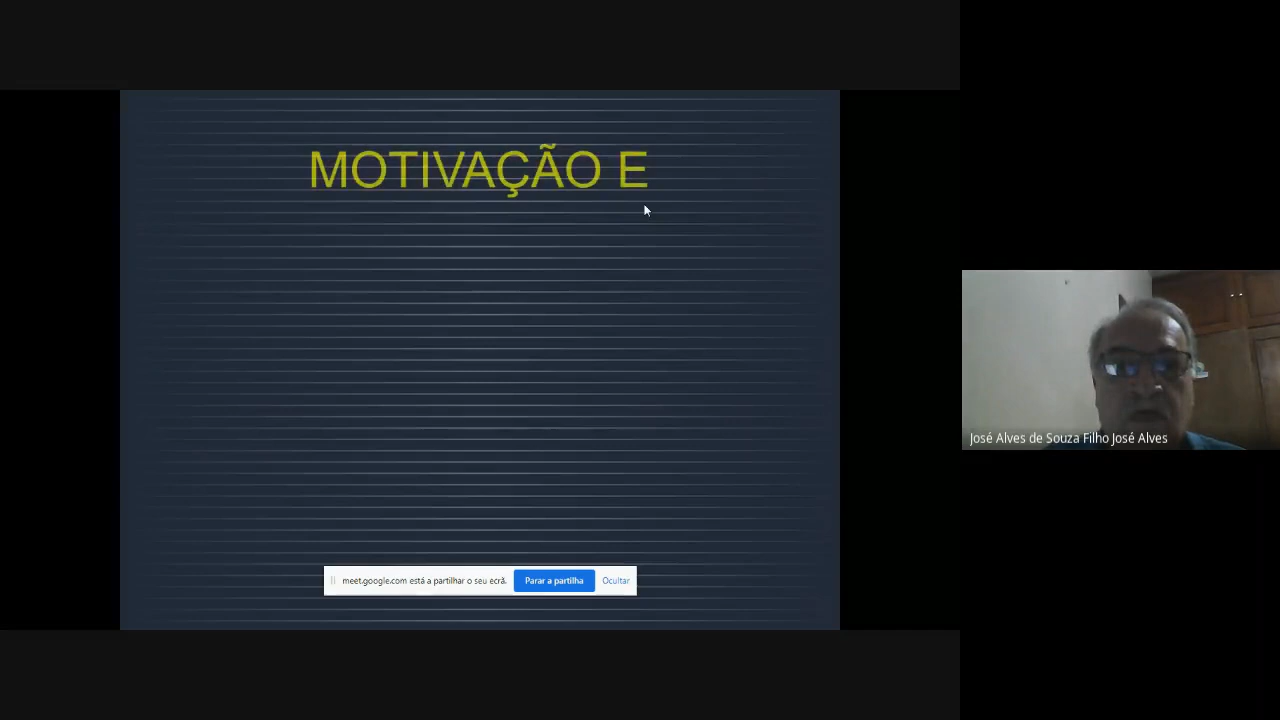 MOTIVAÇÃO E
meet.google.com está a partilhar o seu ecrã. Parar a partilha Ocultar
José Alves de Souza Filho José Alves